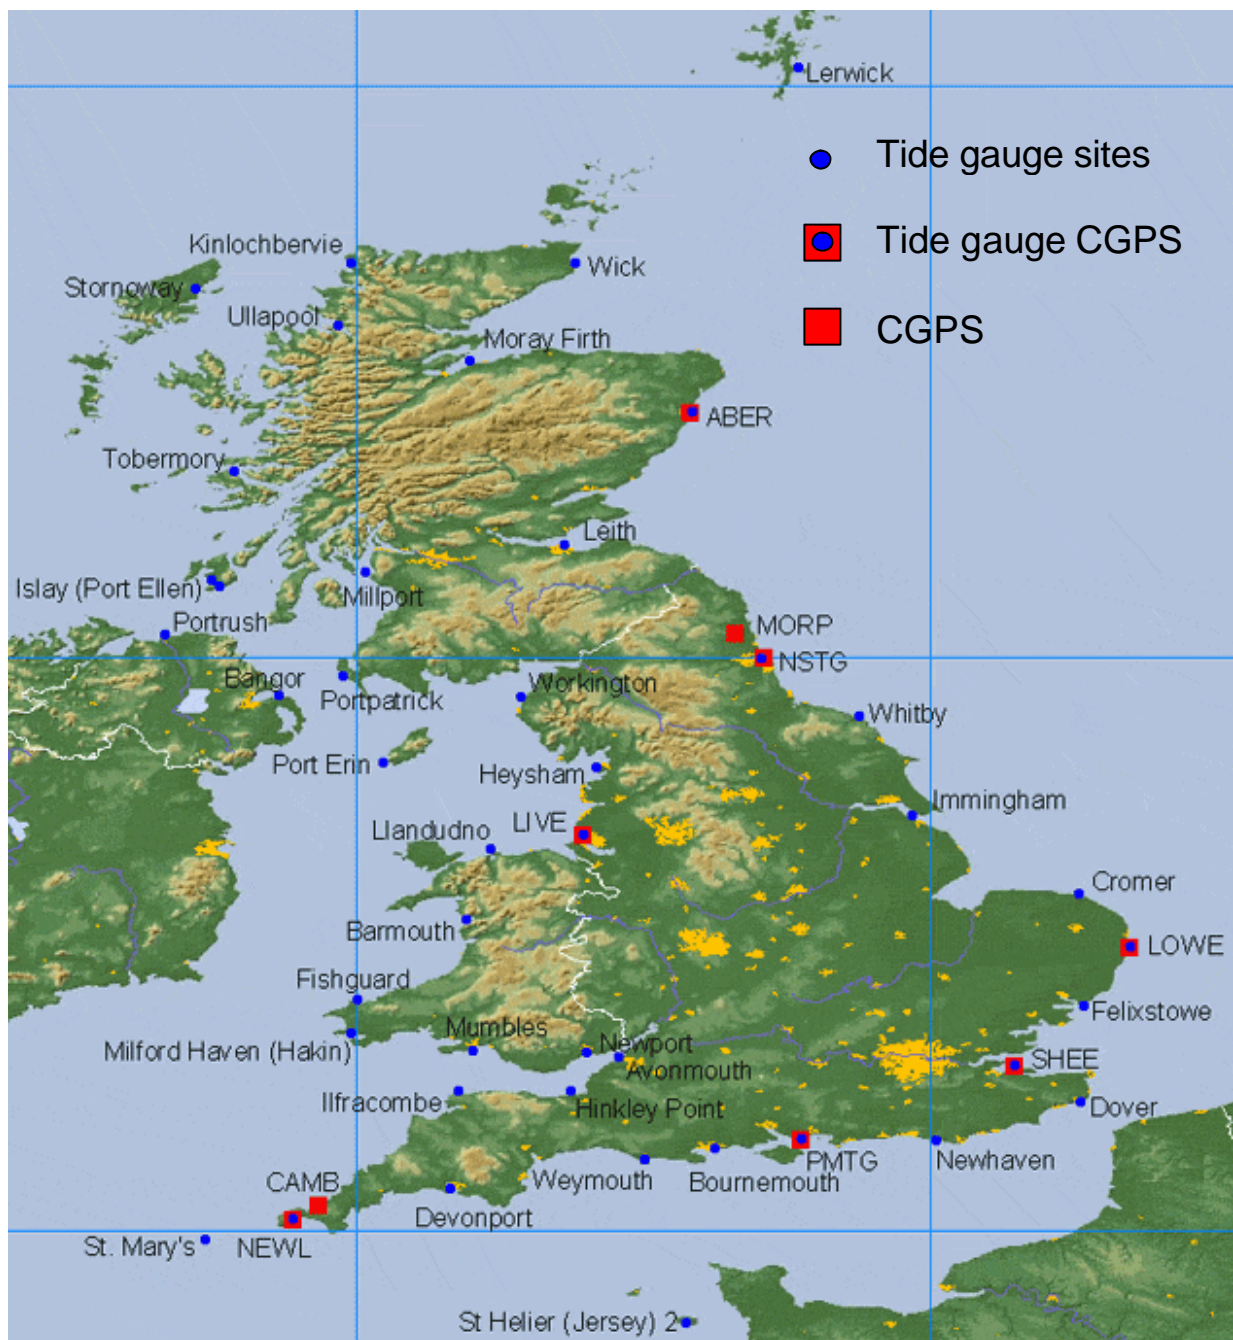 Lerwick
Tide gauge sites
Tide gauge CGPS
CGPS
Kinlochbervie
Wick
Stornoway
Ullapool
Moray Firth
ABER
Tobermory
Leith
Islay (Port Ellen)
Millport
Portrush
MORP
NSTG
Bangor
Portpatrick
Workington
Whitby
Port Erin
Heysham
Immingham
LIVE
Llandudno
Cromer
Barmouth
LOWE
Fishguard
Felixstowe
Mumbles
Milford Haven (Hakin)
Newport
Avonmouth
SHEE
Ilfracombe
Hinkley Point
Dover
PMTG
Newhaven
Weymouth
Bournemouth
CAMB
Devonport
St. Mary's
NEWL
St Helier (Jersey) 2